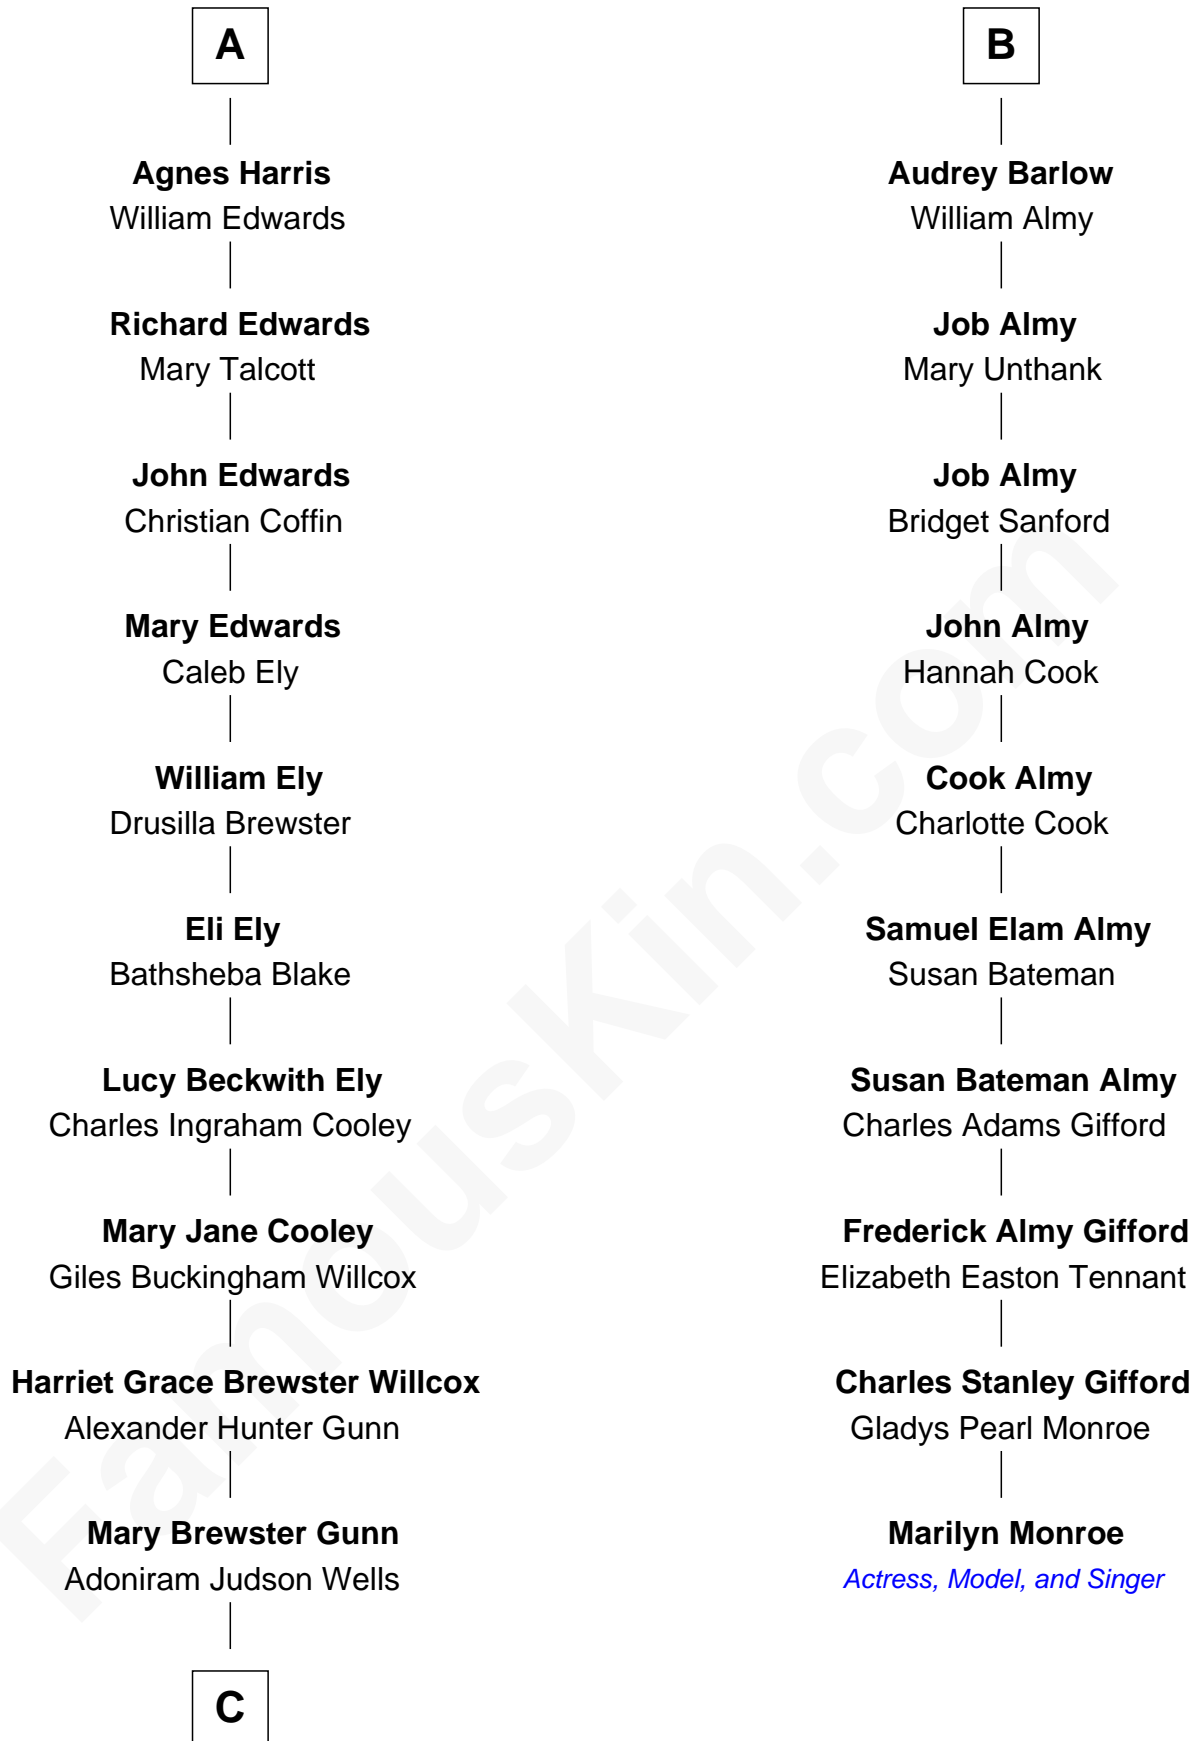 A
Agnes Harris
William Edwards
Richard Edwards
Mary Talcott
John Edwards
Christian Coffin
Mary Edwards
Caleb Ely
William Ely
Drusilla Brewster
Eli Ely
Bathsheba Blake
Lucy Beckwith Ely
Charles Ingraham Cooley
Mary Jane Cooley
Giles Buckingham Willcox
Harriet Grace Brewster Willcox
Alexander Hunter Gunn
Mary Brewster Gunn
Adoniram Judson Wells
C
B
Audrey Barlow
William Almy
Job Almy
Mary Unthank
Job Almy
Bridget Sanford
John Almy
Hannah Cook
Cook Almy
Charlotte Cook
Samuel Elam Almy
Susan Bateman
Susan Bateman Almy
Charles Adams Gifford
Frederick Almy Gifford
Elizabeth Easton Tennant
Charles Stanley Gifford
Gladys Pearl Monroe
Marilyn Monroe
Actress, Model, and Singer
FamousKin.com